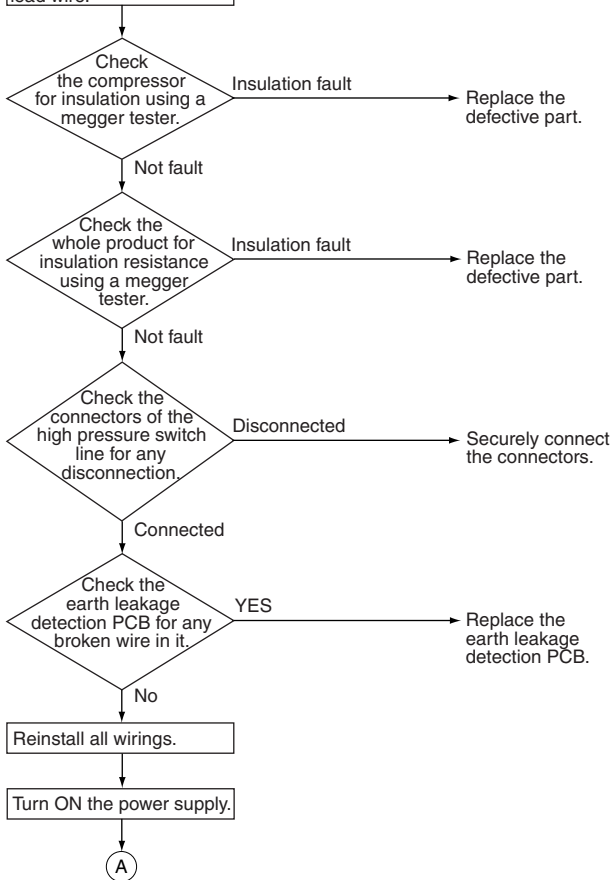 lead wire.
Check
the compressor
for insulation using a
megger tester.
Insulation fault
Replace the
defective part.
Not fault
Check the
whole product for
insulation resistance
using a megger
tester.
Insulation fault
Replace the
defective part.
Not fault
Check the
connectors of the
high pressure switch
line for any
disconnection.
Disconnected
Securely connect
the connectors.
Connected
Check the
earth leakage
detection PCB for any
broken wire in it.
YES
Replace the
earth leakage
detection PCB.
No
Reinstall all wirings.
Turn ON the power supply.
A